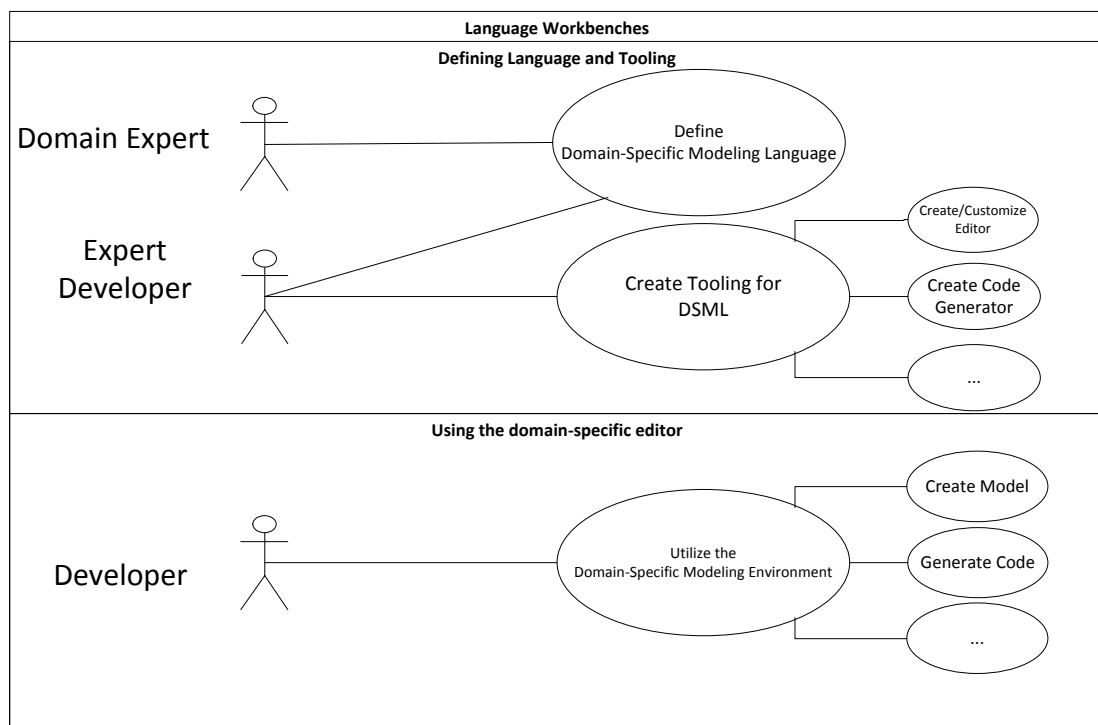 Language Workbenches
Defining Language and Tooling
Domain Expert
Define
Domain-Specific Modeling Language
Expert
Developer
Create Tooling for
DSML
Create/Customize
Editor
Create Code
Generator
...
Using the domain-specific editor
Developer
Utilize the
Domain-Specific Modeling Environment
Create Model
Generate Code
...